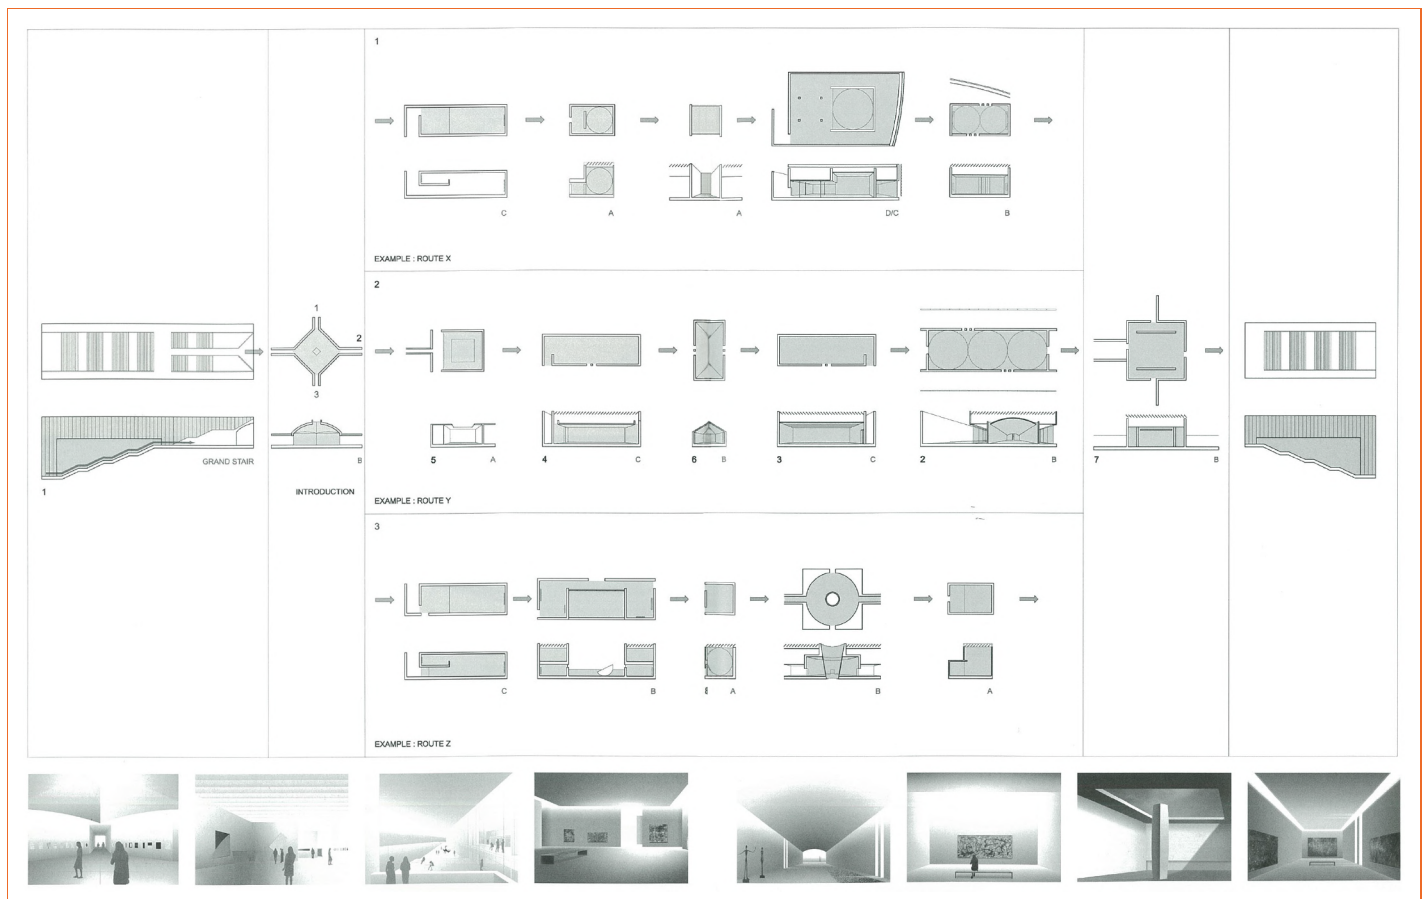 1
C
A
A
D/C
B
EXAMPLE : ROUTE X
2
1
2
3
GRAND STAIR
B
5
A
4
C
6
B
3
C
2
B
7
B
1
INTRODUCTION
EXAMPLE : ROUTE Y
3
C
B
A
B
A
EXAMPLE : ROUTE Z